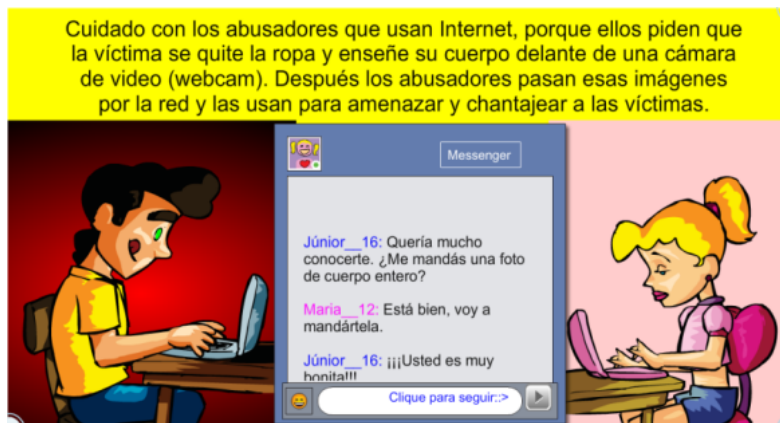 Cuidado con los abusadores que usan Internet, porque ellos piden que
la víctima se quite la ropa y enseñe su cuerpo delante de una cámara
de video (webcam). Después los abusadores pasan esas imágenes
por la red y las usan para amenazar y chantajear a las víctimas.
Messenger
Júnior__16: Quería mucho
conocerte. ¿Me mandás una foto
de cuerpo entero?
Maria__12: Está bien, voy a
mandártela.
Júnior__16: ¡¡¡Usted es muy
bonita!!!
Clique para seguir::>